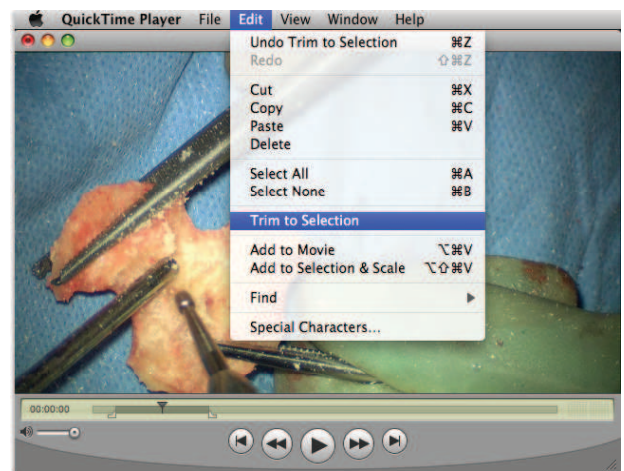 QuickTime Player File Edit View Window Help
Undo Trim to Selection ⌘Z
Redo ⇧⌘Z
Cut ⌘X
Copy ⌘C
Paste ⌘V
Delete
Select All ⌘A
Select None ⌘B
Trim to Selection
Add to Movie ⌥⌘V
Add to Selection & Scale ⌥⇧⌘V
Find
Special Characters...
00:00:00